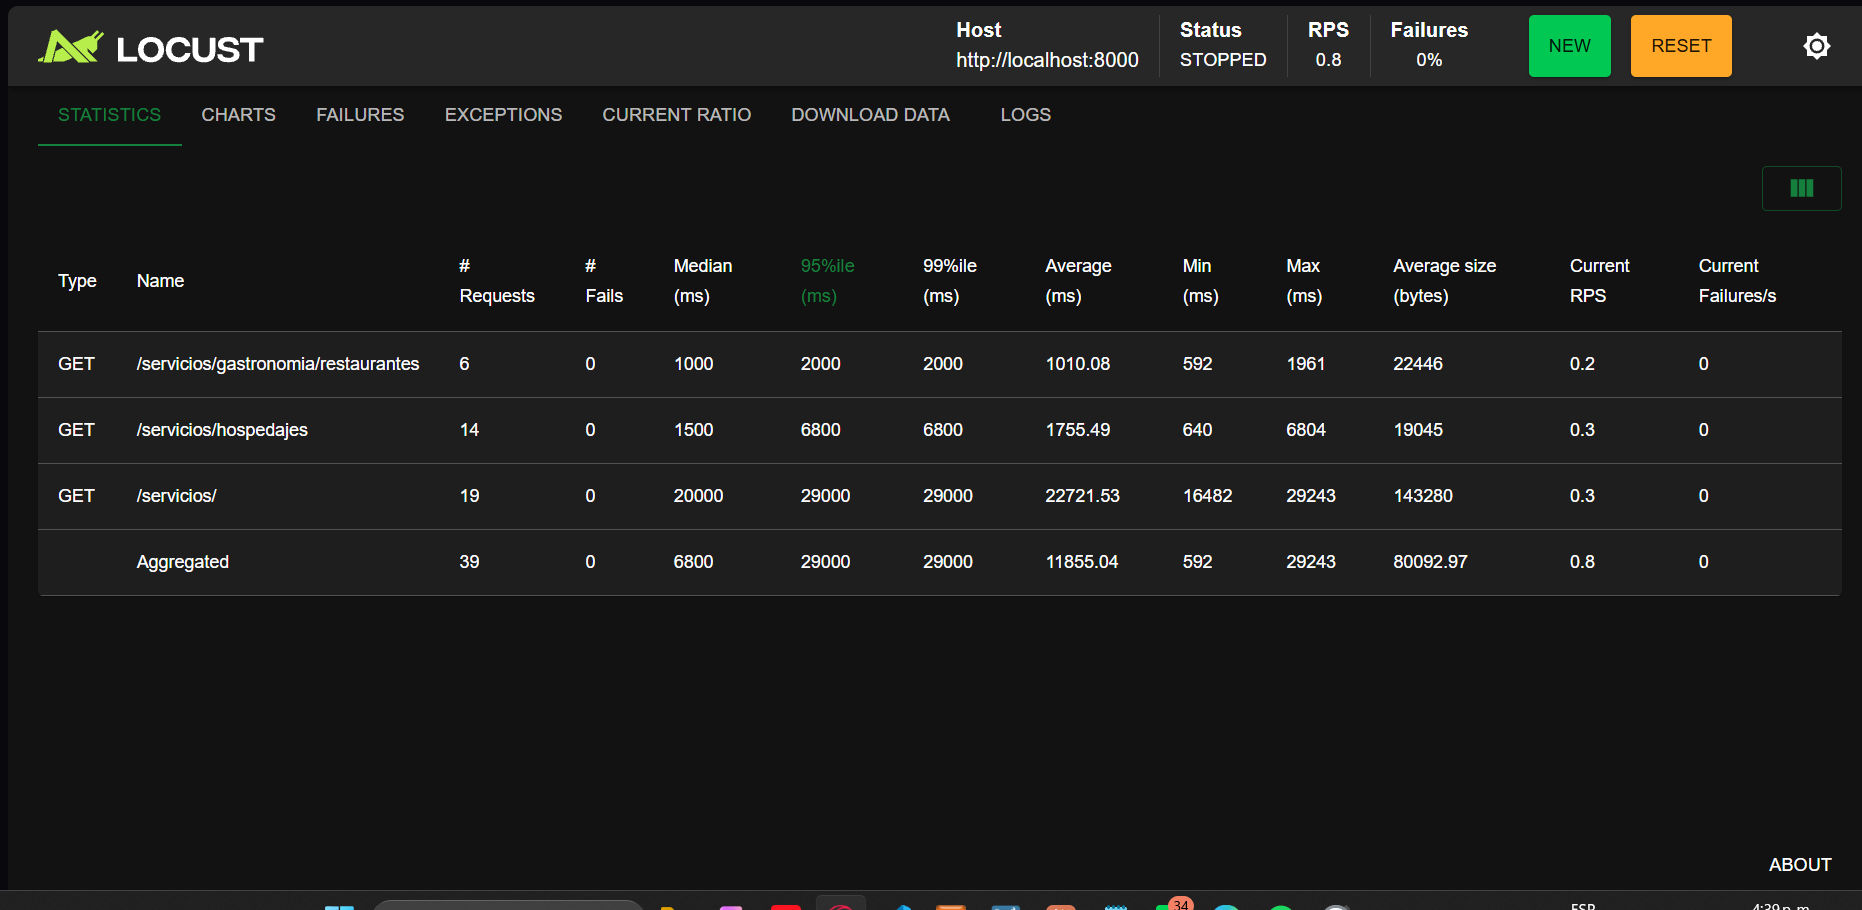 LOCUST
Host
http://localhost:8000
Status
STOPPED
RPS
0.8
Failures
0%
NEW
RESET
STATISTICS CHARTS FAILURES EXCEPTIONS CURRENT RATIO DOWNLOAD DATA LOGS
Type Name # Requests # Fails Median (ms) 95%ile (ms) 99%ile (ms) Average (ms) Min (ms) Max (ms) Average size (bytes) Current RPS Current Failures/s
GET /servicios/gastronomia/restaurantes 6 0 1000 2000 2000 1010.08 592 1961 22446 0.2 0
GET /servicios/hospedajes 14 0 1500 6800 6800 1755.49 640 6804 19045 0.3 0
GET /servicios/ 19 0 20000 29000 29000 22721.53 16482 29243 143280 0.3 0
Aggregated 39 0 6800 29000 29000 11855.04 592 29243 80092.97 0.8 0
ABOUT
34
ESP
4:39 p. m.